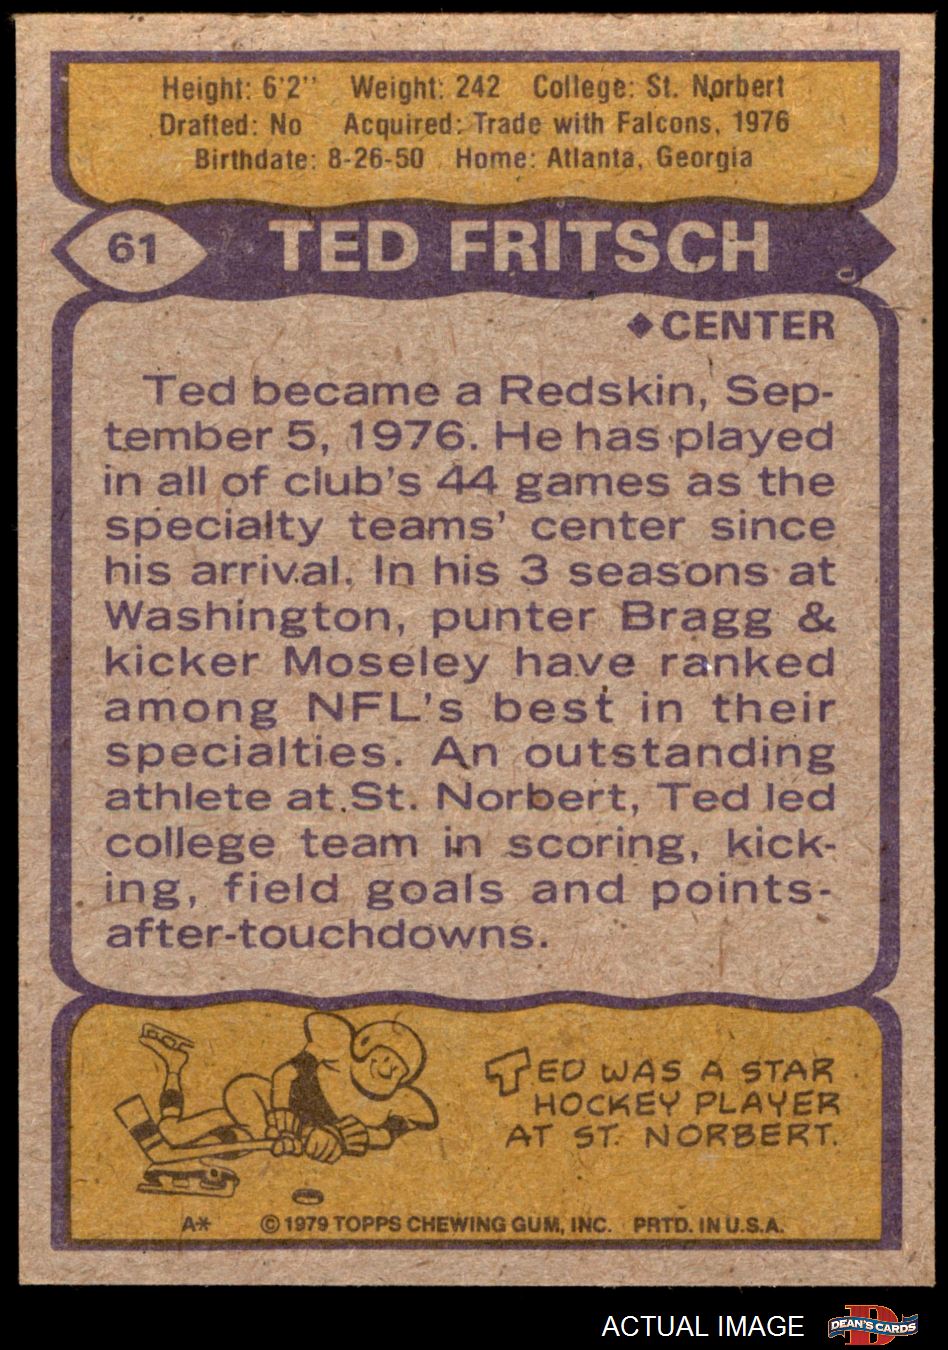 Height: 6'2" Weight: 242 College: St. Norbert
Drafted: No Acquired: Trade with Falcons, 1976
Birthdate: 8-26-50 Home: Atlanta, Georgia
61 TED FRITSCH
◆CENTER
Ted became a Redskin, Sep-
tember 5, 1976. He has played
in all of club's 44 games as the
specialty teams' center since
his arrival. In his 3 seasons at
Washington, punter Bragg &
kicker Moseley have ranked
among NFL's best in their
specialties. An outstanding
athlete at St. Norbert, Ted led
college team in scoring, kick-
ing, field goals and points-
after-touchdowns.
TED WAS A STAR
HOCKEY PLAYER
AT ST. NORBERT.
A* © 1979 TOPPS CHEWING GUM, INC. PRTD. IN U.S.A.
ACTUAL IMAGE D DEAN'S CARDS